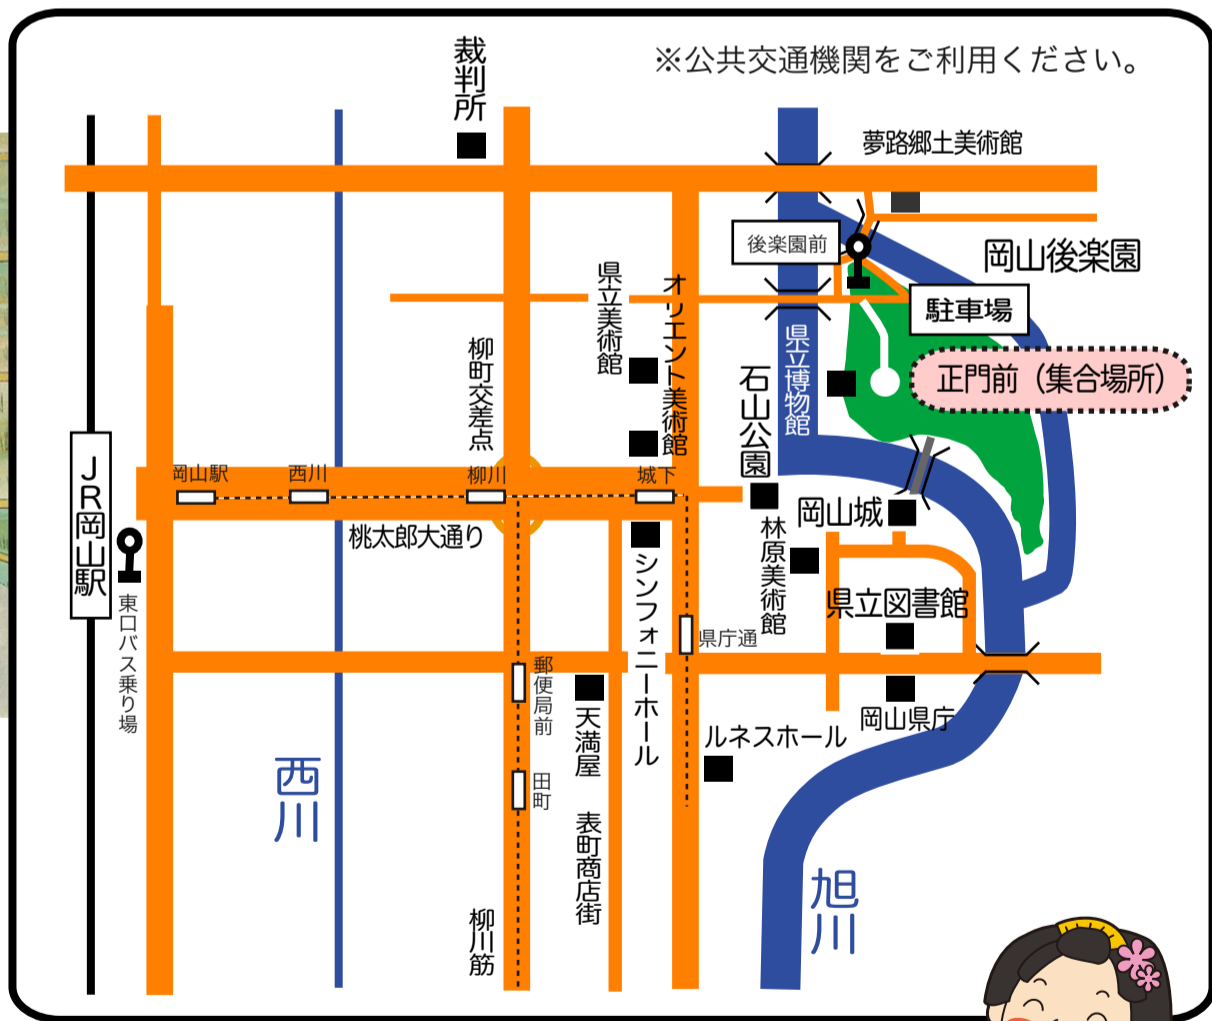 ※公共交通機関をご利用ください。
裁判所
夢路郷土美術館
後楽園前
岡山後楽園
駐車場
県立美術館
オリエント美術館
県立博物館
正門前（集合場所）
柳町交差点
石山公園
JR岡山駅
岡山駅
西川
柳川
城下
桃太郎大通り
岡山城
林原美術館
シンフォニーホール
東口バス乗り場
県立図書館
県庁通
郵便局前
天満屋
岡山県庁
ルネスホール
西川
田町
表町商店街
旭川
柳川筋